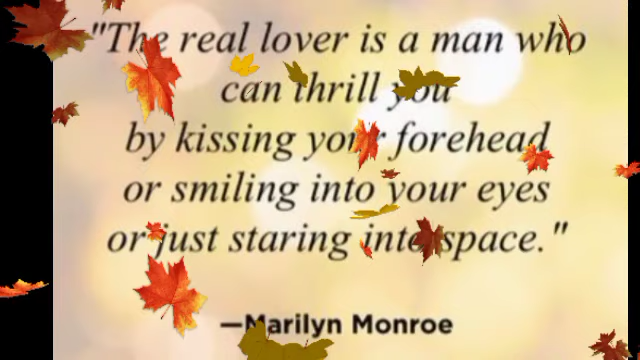 "The real lover is a man who
can thrill you
by kissing your forehead
or smiling into your eyes
or just staring into space."
—Marilyn Monroe